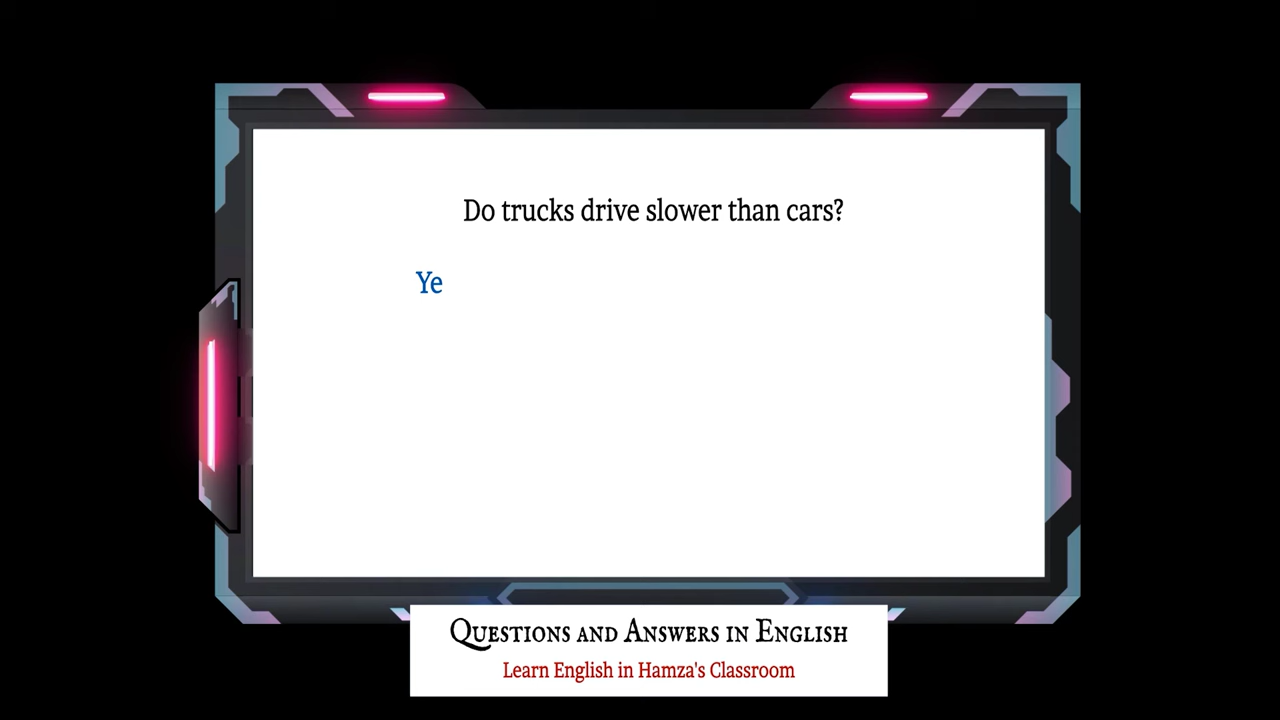 Do trucks drive slower than cars?
Ye
Questions and Answers in English
Learn English in Hamza's Classroom